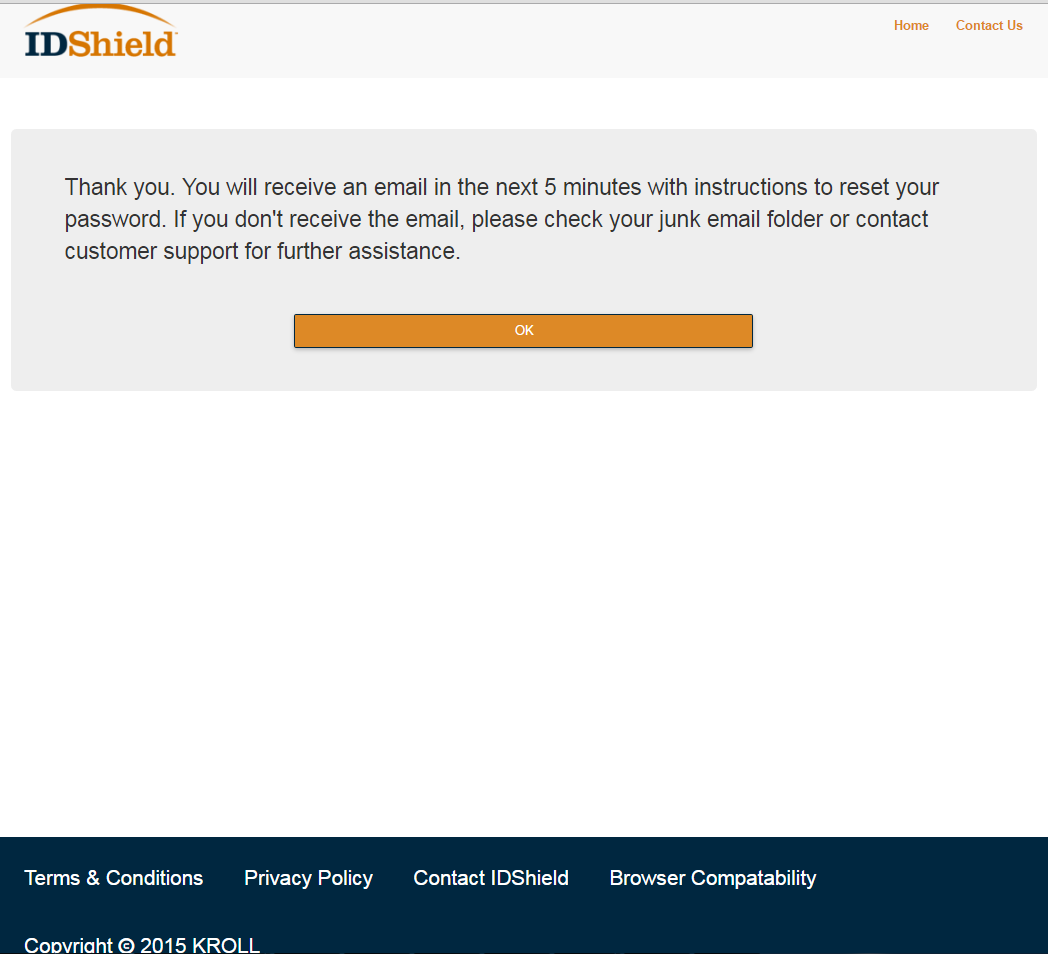 IDShield
Home
Contact Us
Thank you. You will receive an email in the next 5 minutes with instructions to reset your
password. If you don't receive the email, please check your junk email folder or contact
customer support for further assistance.
OK
Terms & Conditions
Privacy Policy
Contact IDShield
Browser Compatability
Copyright © 2015 KROLL